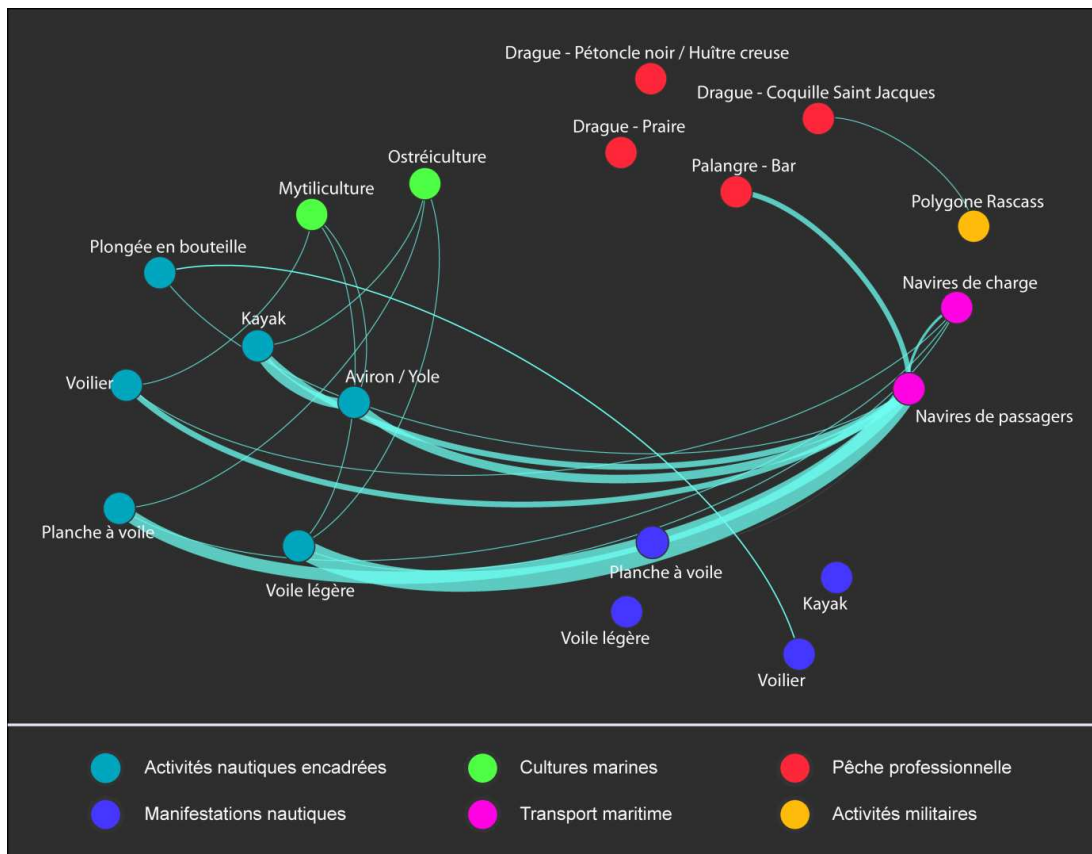 Drague - Pétoncle noir / Huître creuse
Drague - Coquille Saint Jacques
Drague - Praire
Ostréiculture
Palangre - Bar
Mytiliculture
Polygone Rascass
Plongée en bouteille
Navires de charge
Kayak
Aviron / Yole
Voilier
Navires de passagers
Planche à voile
Voile légère
Planche à voile
Kayak
Voile légère
Voilier
Activités nautiques encadrées
Cultures marines
Pêche professionnelle
Manifestations nautiques
Transport maritime
Activités militaires